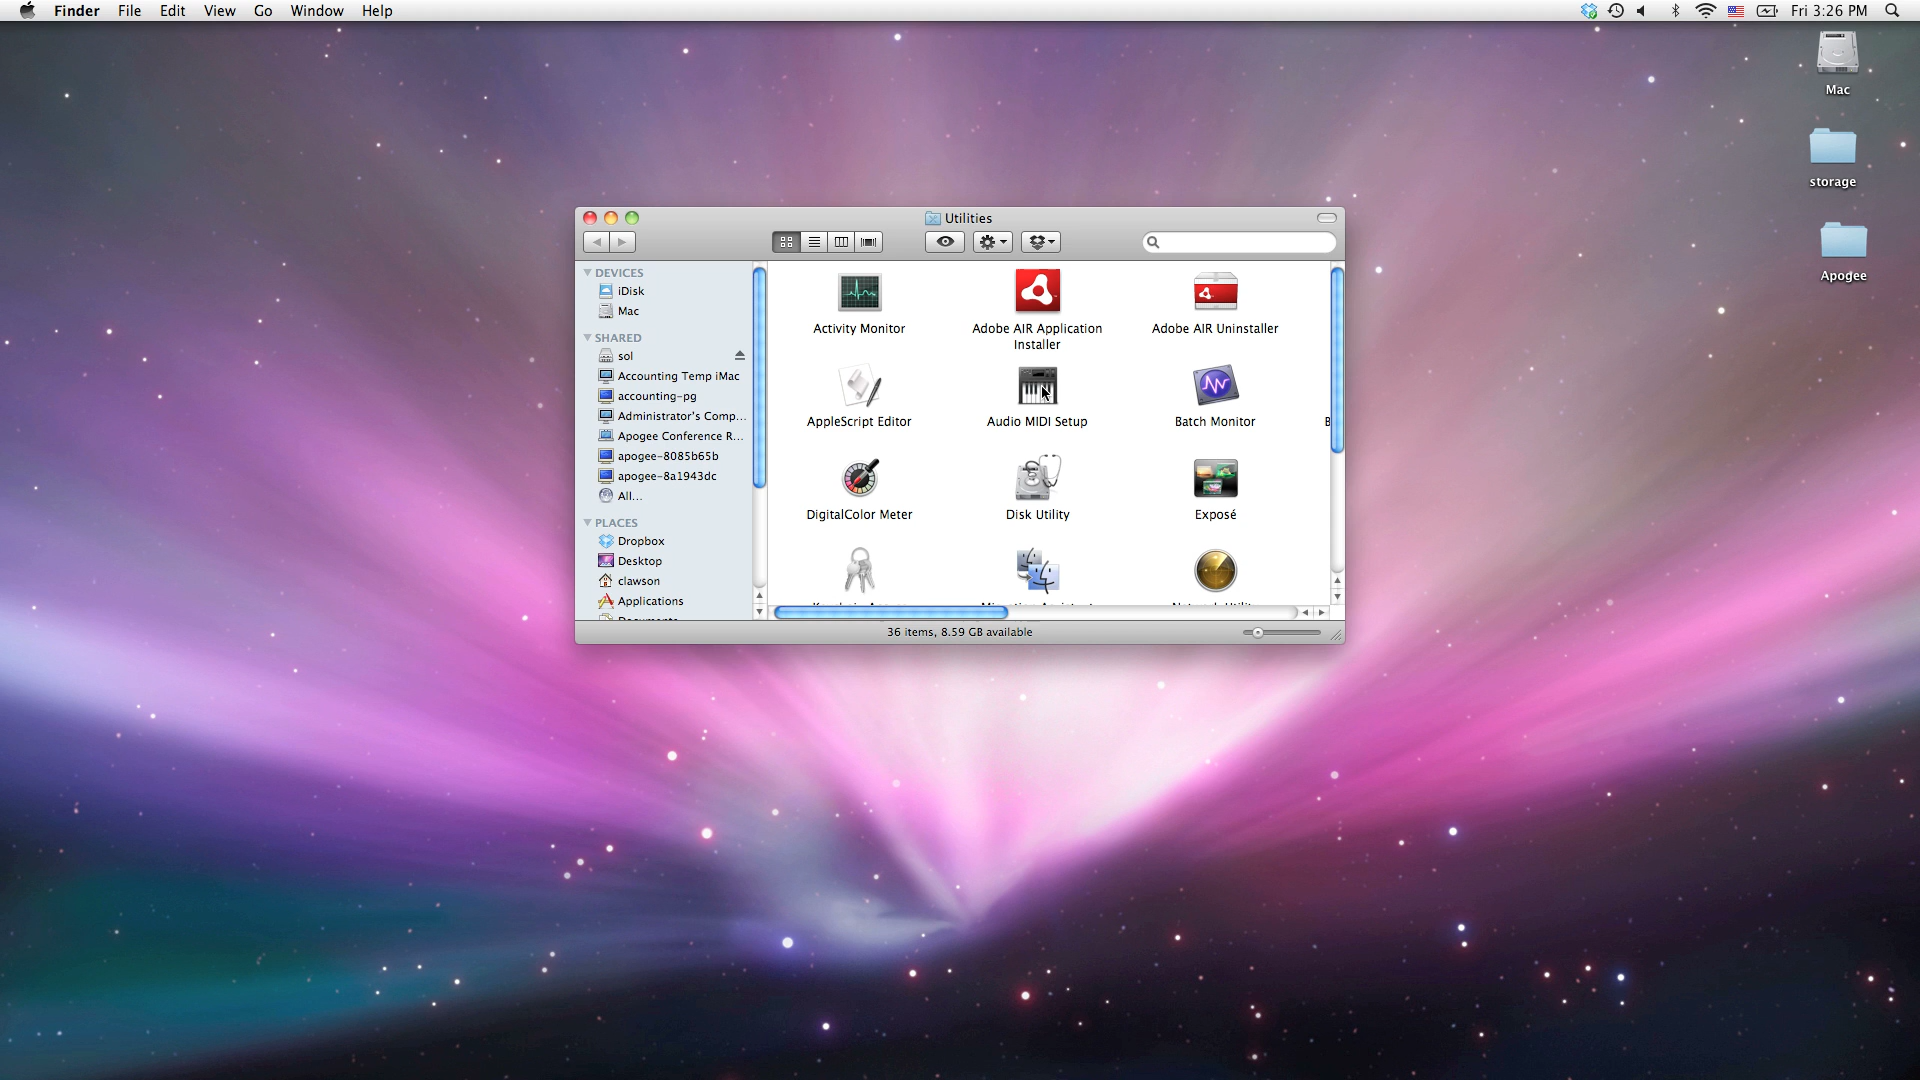 Finder File Edit View Go Window Help
Fri 3:26 PM
Mac
storage
Apogee
Utilities
DEVICES
iDisk
Mac
SHARED
sol
Accounting Temp iMac
accounting-pg
Administrator's Comp...
Apogee Conference R...
apogee-8085b65b
apogee-8a1943dc
All...
PLACES
Dropbox
Desktop
clawson
Applications
Activity Monitor
Adobe AIR Application
Installer
Adobe AIR Uninstaller
AppleScript Editor
Audio MIDI Setup
Batch Monitor
DigitalColor Meter
Disk Utility
Exposé
36 items, 8.59 GB available